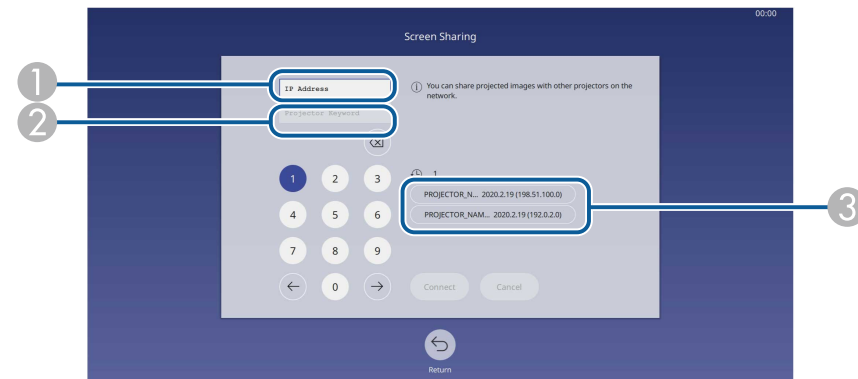 00:00
Screen Sharing
1
IP Address
You can share projected images with other projectors on the
network.
2
Projector Keyword
1
1 2 3
PROJECTOR_N... 2020.2.19 (198.51.100.0)
3
4 5 6
PROJECTOR_NAM... 2020.2.19 (192.0.2.0)
7 8 9
0
Connect
Cancel
Return